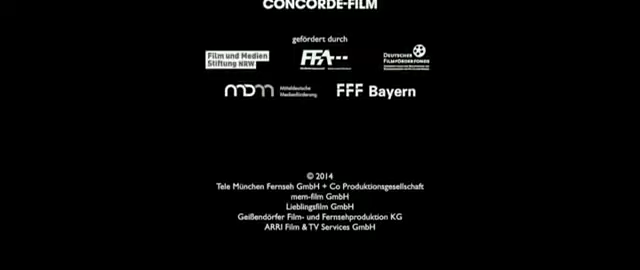 CONCORDE-FILM
gefördert durch
Film und Medien
Stiftung NRW
FFA
DEUTSCHER
FILMFÖRDERFONDS
mdm
Mitteldeutsche
Medienförderung
FFF Bayern
© 2014
Tele München Fernseh GmbH + Co Produktionsgesellschaft
mem-film GmbH
Lieblingsfilm GmbH
Geißendörfer Film- und Fernsehproduktion KG
ARRI Film & TV Services GmbH